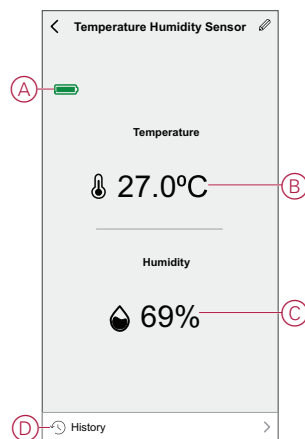 Temperature Humidity Sensor
A
Temperature
27.0ºC
B
Humidity
69%
C
D
History